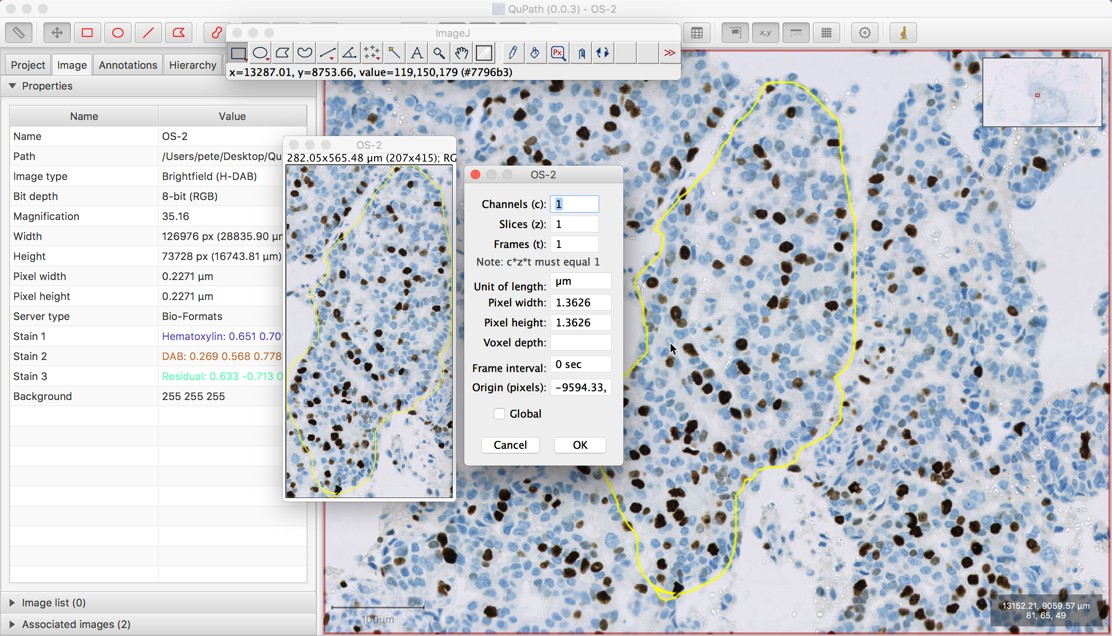 QuPath (0.0.3) - OS-2
ImageJ
x=13287.01, y=8753.66, value=119,150,179 (#7796b3)
Project Image Annotations Hierarchy
Properties
Name Value
Name OS-2
Path /Users/pete/Desktop/Qu
Image type Brightfield (H-DAB)
Bit depth 8-bit (RGB)
Magnification 35.16
Width 126976 px (28835.90 µm
Height 73728 px (16743.81 µm)
Pixel width 0.2271 µm
Pixel height 0.2271 µm
Server type Bio-Formats
Stain 1 Hematoxylin: 0.651 0.70
Stain 2 DAB: 0.269 0.568 0.778
Stain 3 Residual: 0.633 -0.713 0
Background 255 255 255
Image list (0)
Associated images (2)
OS-2
282.05x565.48 µm (207x415); RG
OS-2
Channels (c): 1
Slices (z): 1
Frames (t): 1
Note: c*z*t must equal 1
Unit of length: µm
Pixel width: 1.3626
Pixel height: 1.3626
Voxel depth:
Frame interval: 0 sec
Origin (pixels): −9594.33,
Global
Cancel OK
x,y
100µm
13152.21, 9059.57 µm
81, 65, 49